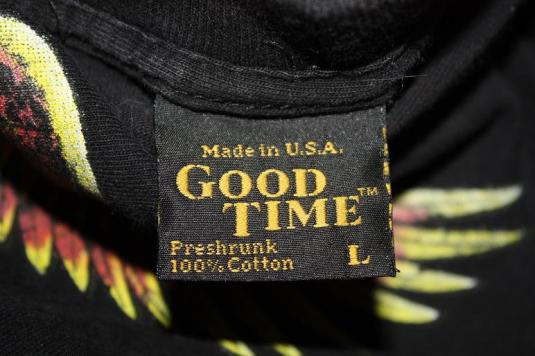 Made in U.S.A.
GOOD
TIME™
Preshrunk
100% Cotton
L